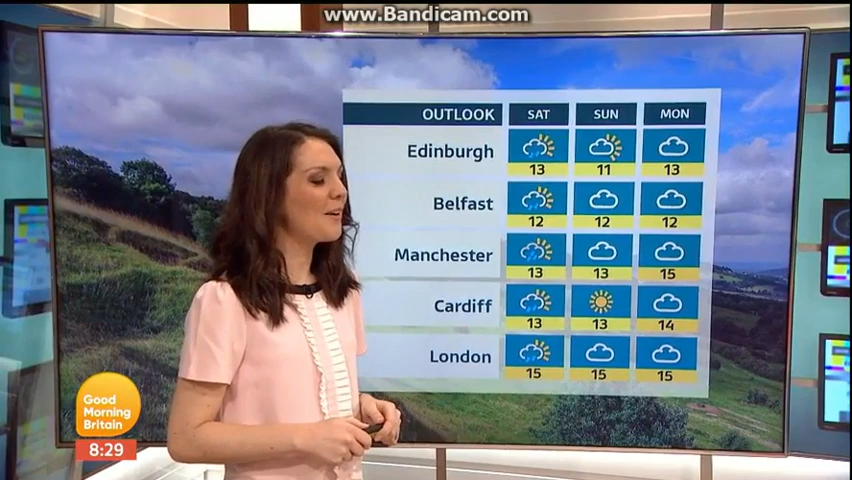 www.Bandicam.com
OUTLOOK SAT SUN MON
Edinburgh 13 11 13
Belfast 12 12 12
Manchester 13 13 15
Cardiff 13 13 14
London 15 15 15
Good
Morning
Britain
8:29